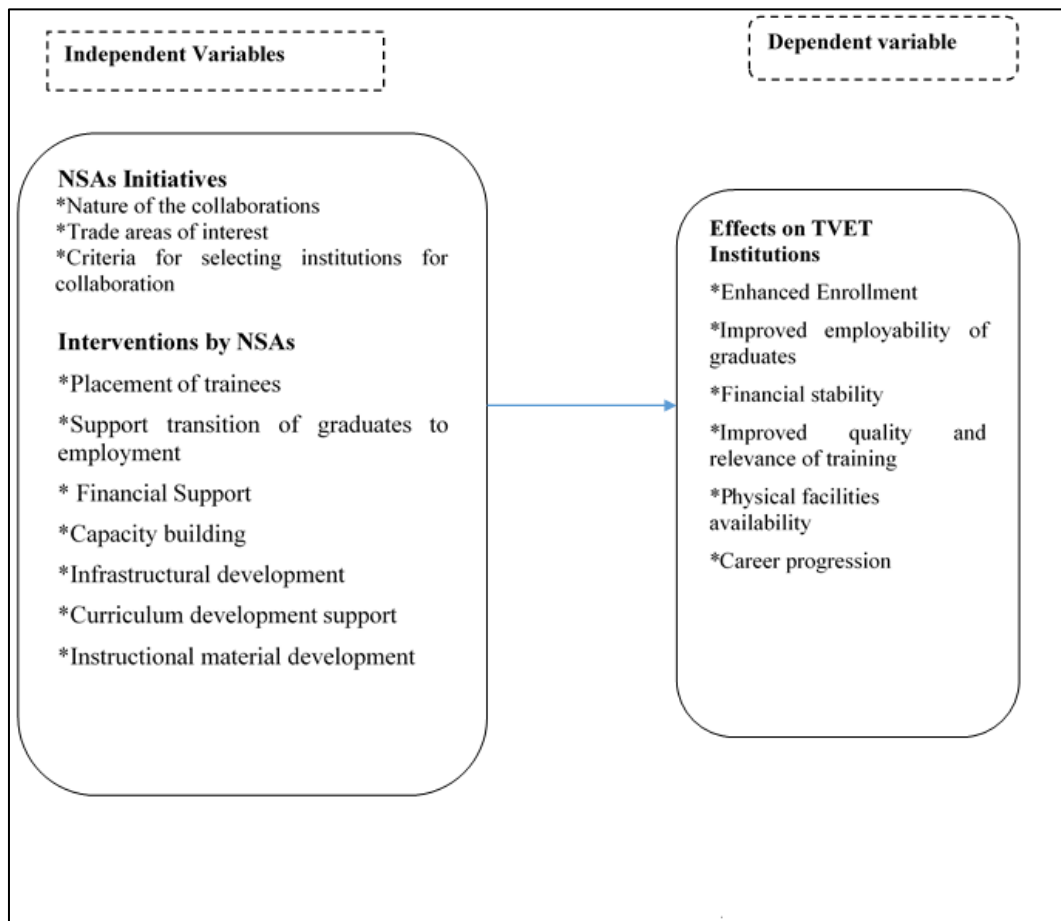 Independent Variables
Dependent variable
NSAs Initiatives
*Nature of the collaborations
*Trade areas of interest
*Criteria for selecting institutions for
collaboration
Interventions by NSAs
*Placement of trainees
*Support transition of graduates to
employment
* Financial Support
*Capacity building
*Infrastructural development
*Curriculum development support
*Instructional material development
Effects on TVET
Institutions
*Enhanced Enrollment
*Improved employability of
graduates
*Financial stability
*Improved quality and
relevance of training
*Physical facilities
availability
*Career progression